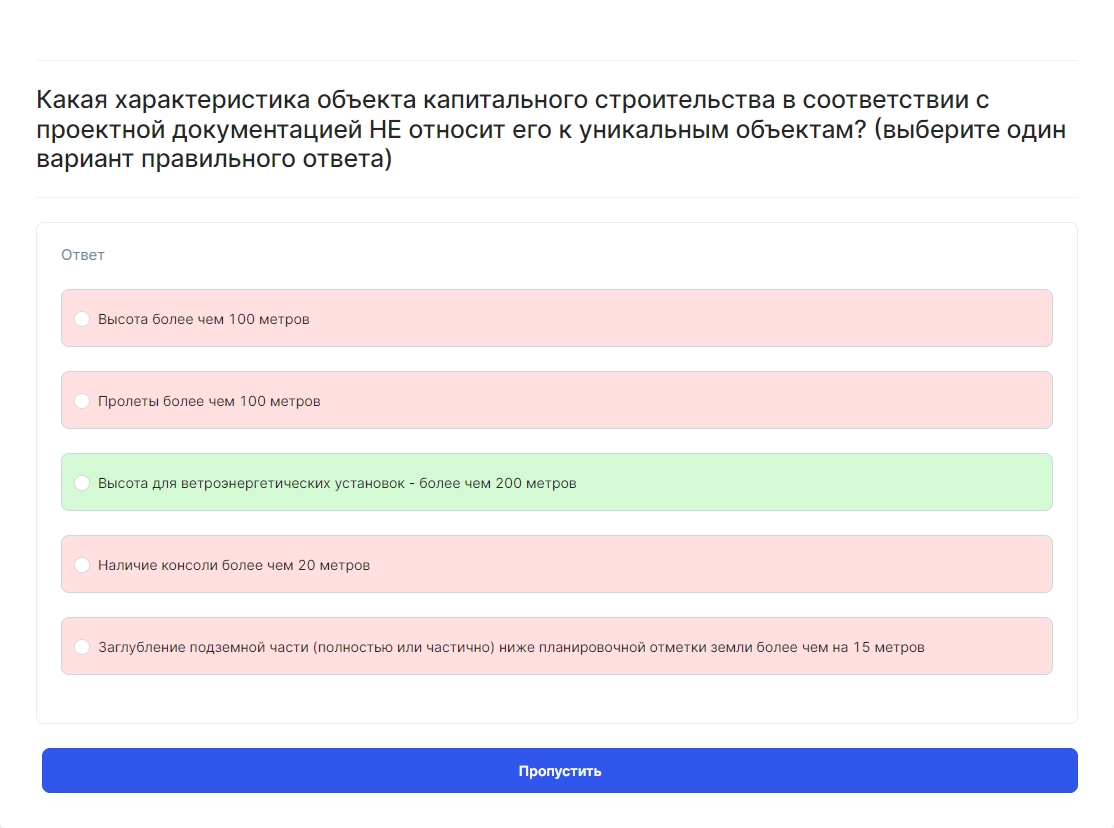 Какая характеристика объекта капитального строительства в соответствии с
проектной документацией НЕ относит его к уникальным объектам? (выберите один
вариант правильного ответа)
Ответ
Высота более чем 100 метров
Пролеты более чем 100 метров
Высота для ветроэнергетических установок - более чем 200 метров
Наличие консоли более чем 20 метров
Заглубление подземной части (полностью или частично) ниже планировочной отметки земли более чем на 15 метров
Пропустить